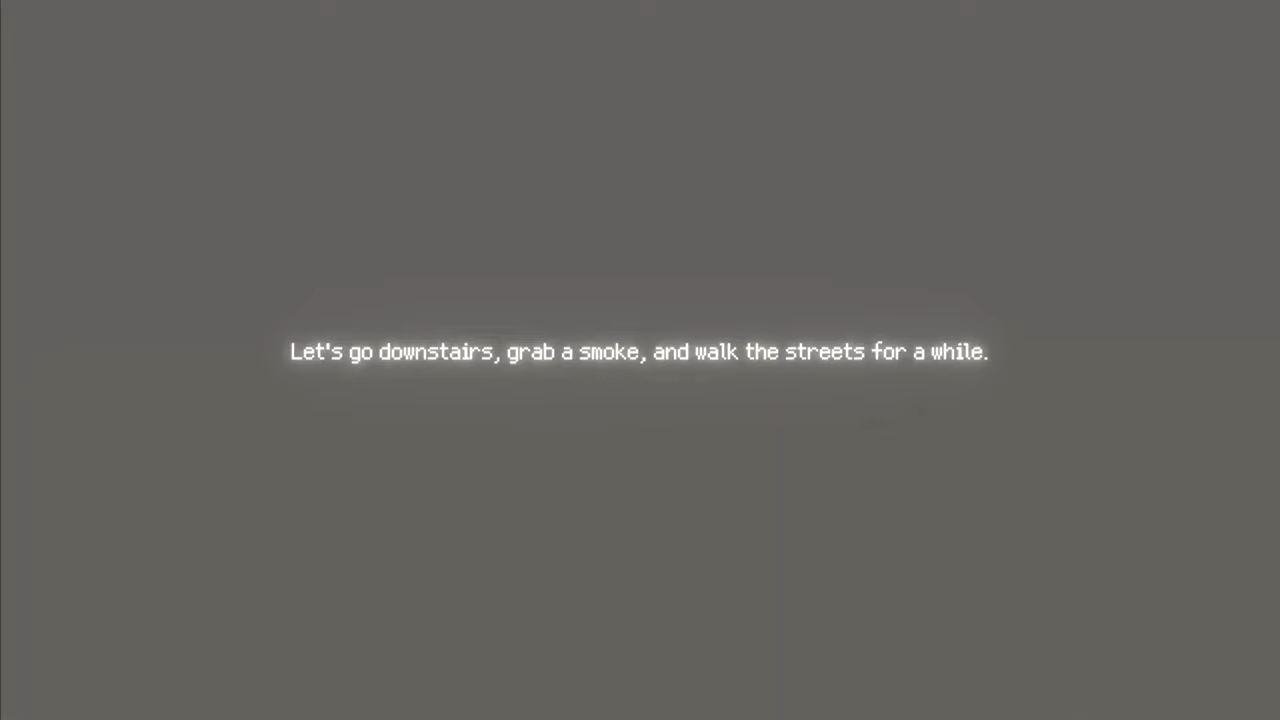 Let's go downstairs, grab a smoke, and walk the streets for a while.